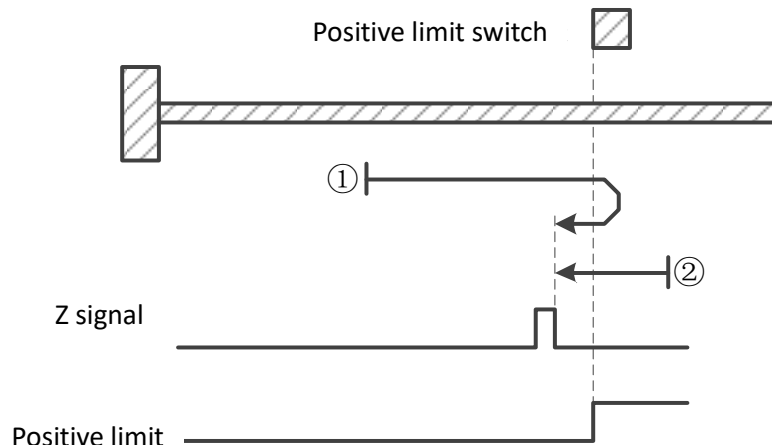 Positive limit switch
①
②
Z signal
Positive limit